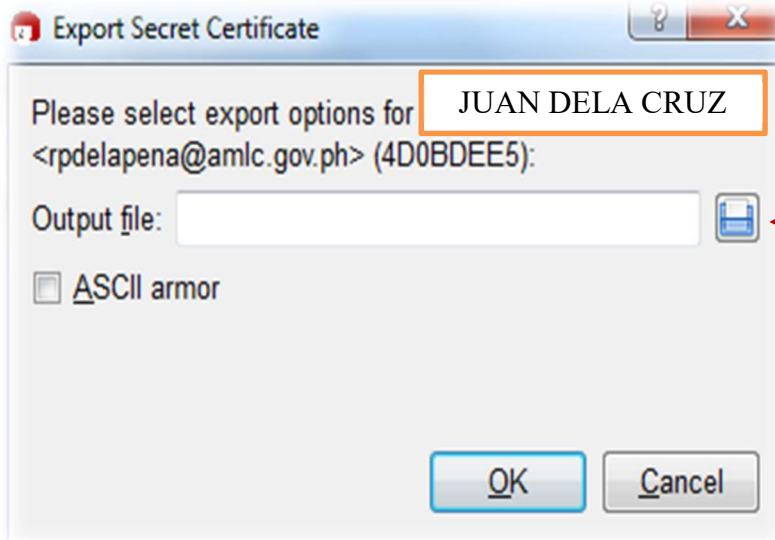 Export Secret Certificate
Please select export options for JUAN DELA CRUZ
<rpdelapena@amlc.gov.ph> (4D0BDEE5):
Output file:
ASCII armor
OK Cancel